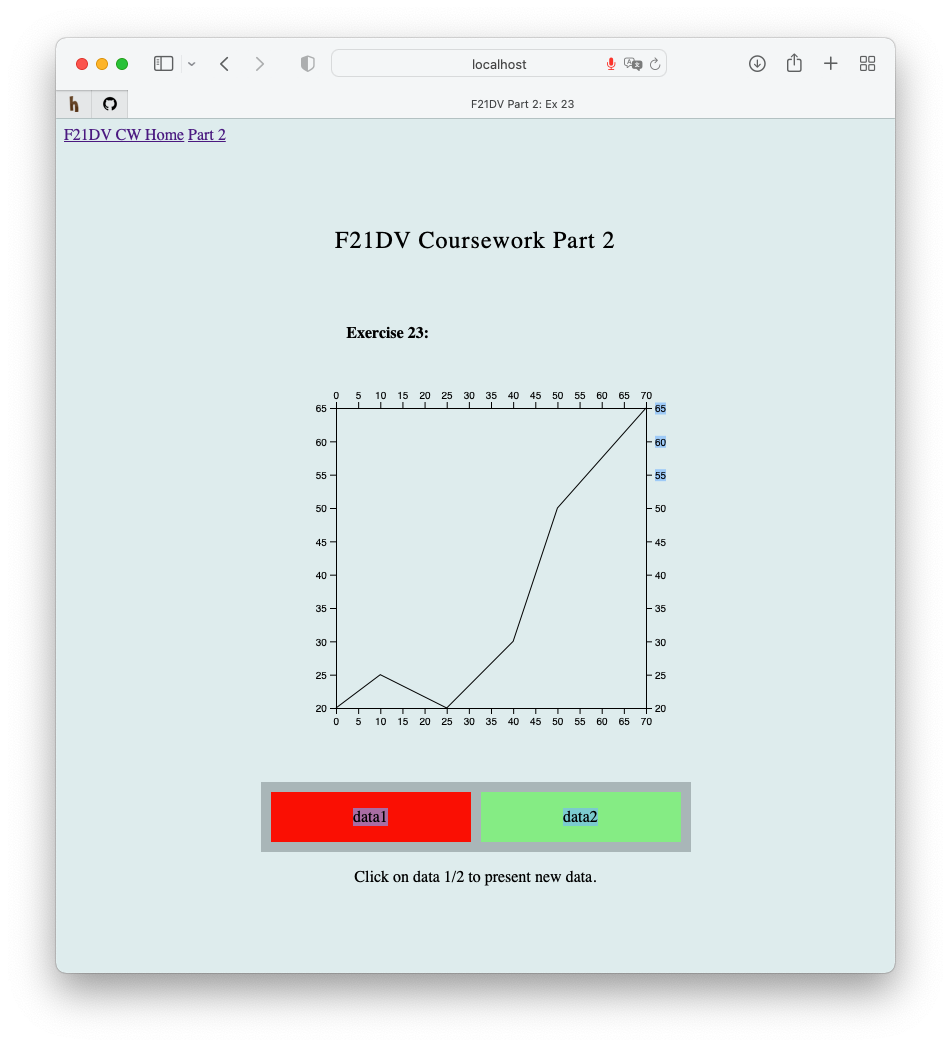 localhost
F21DV Part 2: Ex 23
F21DV CW Home Part 2
F21DV Coursework Part 2
Exercise 23:
0 5 10 15 20 25 30 35 40 45 50 55 60 65 70
65 65
60 60
55 55
50 50
45 45
40 40
35 35
30 30
25 25
20 20
0 5 10 15 20 25 30 35 40 45 50 55 60 65 70
data1 data2
Click on data 1/2 to present new data.